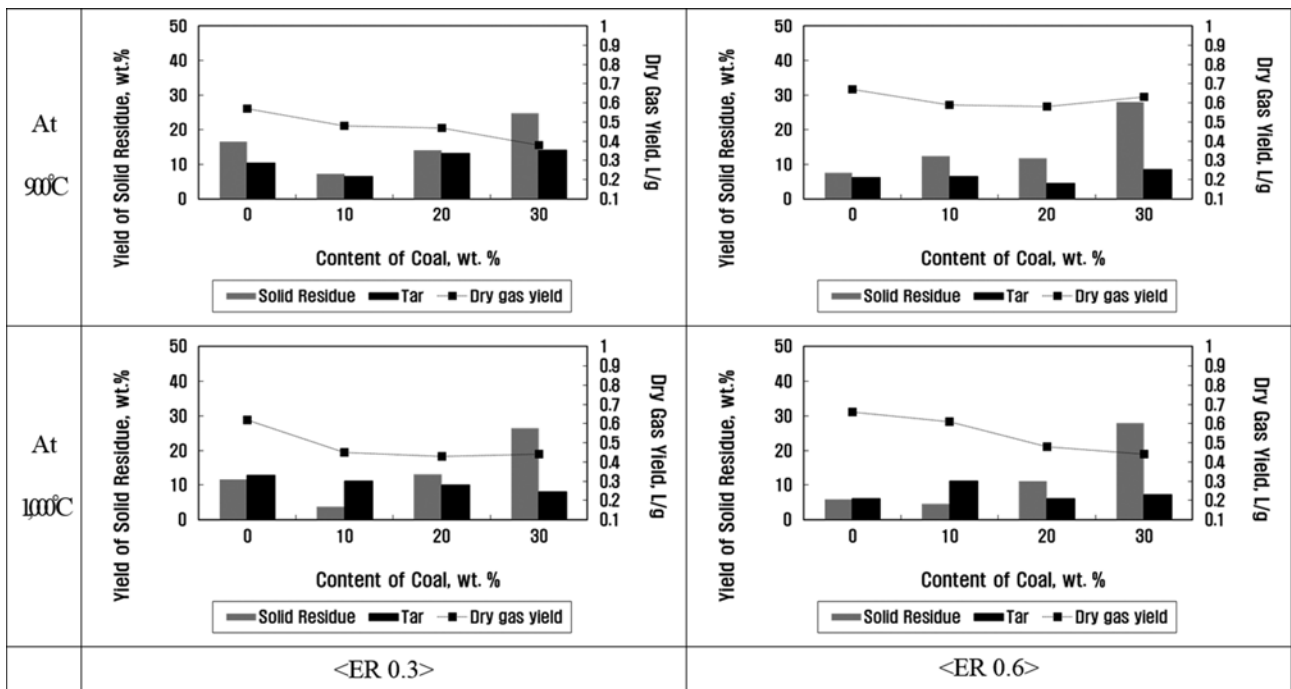 At
900℃
Yield of Solid Residue, wt.%
50
40
30
20
10
0
1
0.9
0.8
0.7
0.6
0.5
0.4
0.3
0.2
0.1
Dry Gas Yield, L/g
0 10 20 30
Content of Coal, wt. %
Solid Residue Tar Dry gas yield
Yield of Solid Residue, wt.%
50
40
30
20
10
0
1
0.9
0.8
0.7
0.6
0.5
0.4
0.3
0.2
0.1
Dry Gas Yield, L/g
0 10 20 30
Content of Coal, wt. %
Solid Residue Tar Dry gas yield
At
1,000℃
Yield of Solid Residue, wt.%
50
40
30
20
10
0
1
0.9
0.8
0.7
0.6
0.5
0.4
0.3
0.2
0.1
Dry Gas Yield, L/g
0 10 20 30
Content of Coal, wt. %
Solid Residue Tar Dry gas yield
Yield of Solid Residue, wt.%
50
40
30
20
10
0
1
0.9
0.8
0.7
0.6
0.5
0.4
0.3
0.2
0.1
Dry Gas Yield, L/g
0 10 20 30
Content of Coal, wt. %
Solid Residue Tar Dry gas yield
<ER 0.3>
<ER 0.6>